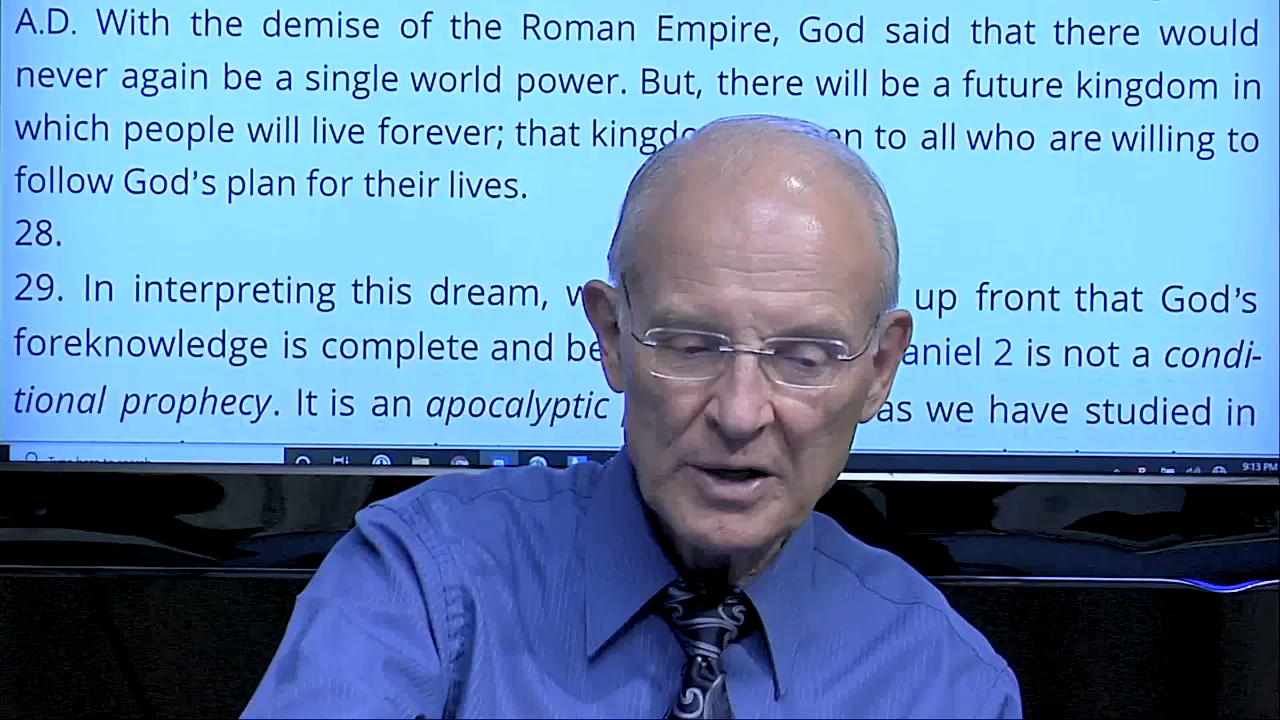 A.D. With the demise of the Roman Empire, God said that there would
never again be a single world power. But, there will be a future kingdom in
which people will live forever; that to all who are willing to
follow God's plan for their lives.
28.
29. In interpreting this dream, up front that God's
foreknowledge is complete and 2 is not a condi-
tional prophecy. It is an apocalyptic as we have studied in
9:13 PM